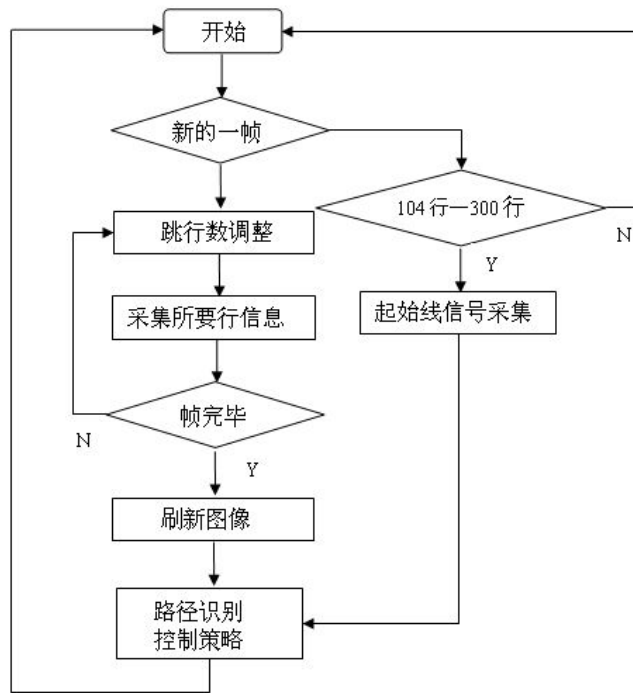 开始
新的一帧
104行—300行
N
Y
跳行数调整
采集所要行信息
起始线信号采集
帧完毕
N
Y
刷新图像
路径识别
控制策略